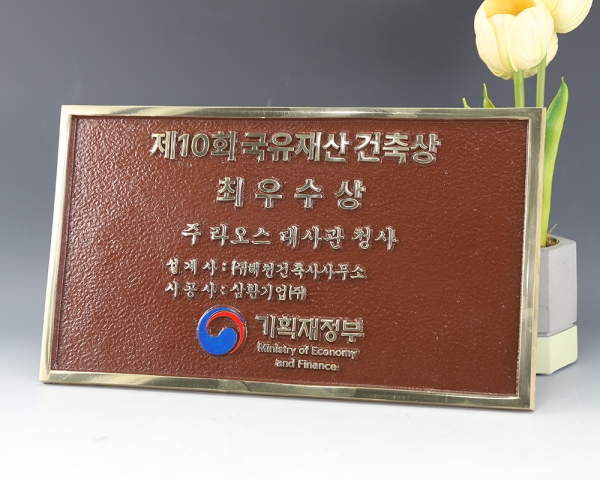 제10회 국유재산 건축상
최우수상
주 라오스 대사관 청사
설계사 : (주)해원건축사사무소
시공사 : 삼환기업(주)
기획재정부
Ministry of Economy
and Finance